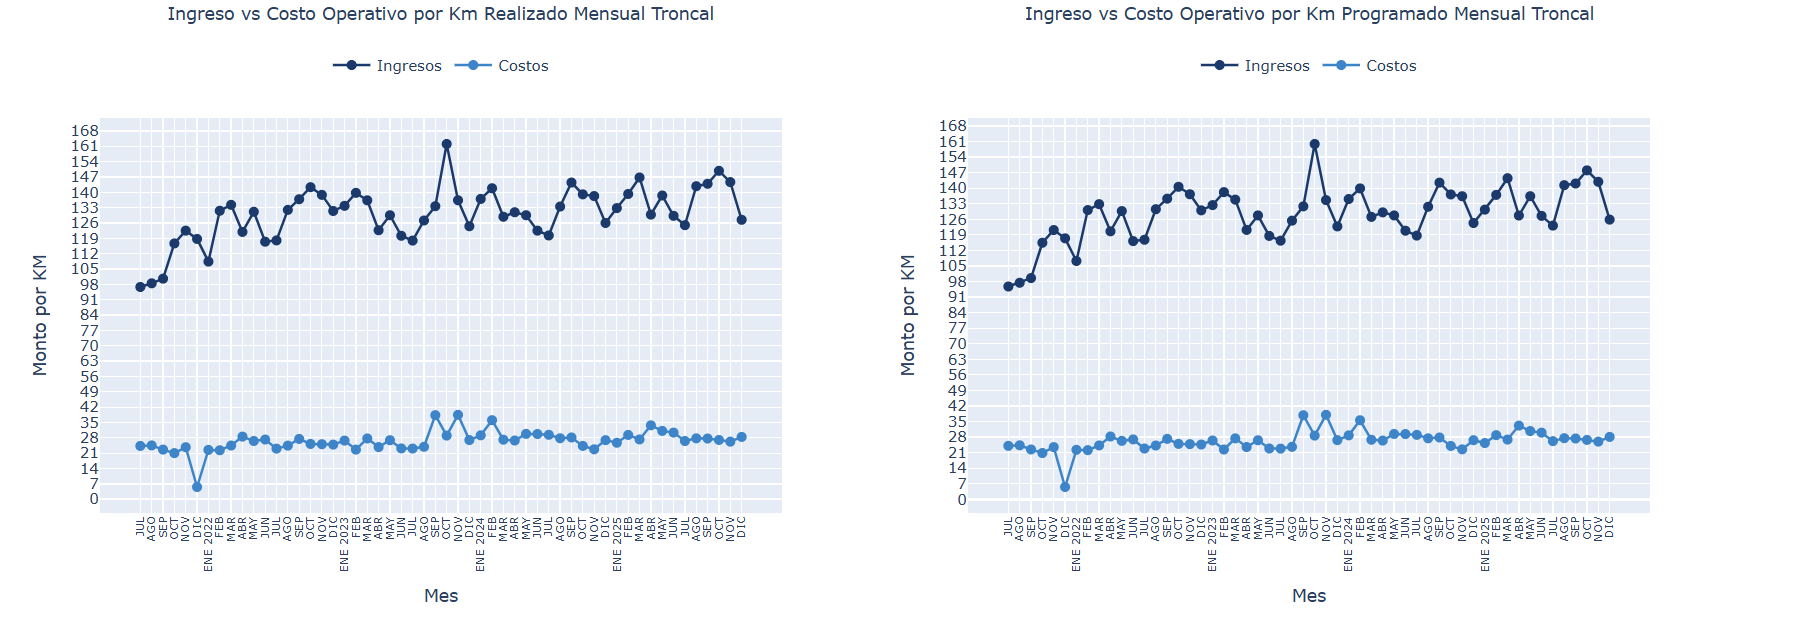 Ingreso vs Costo Operativo por Km Realizado Mensual Troncal
Ingresos
Costos
168
161
154
147
140
133
126
119
112
105
98
91
84
77
70
63
56
49
42
35
28
21
14
7
0
Monto por KM
JUL
AGO
SEP
OCT
NOV
DIC
ENE 2022
FEB
MAR
ABR
MAY
JUN
JUL
AGO
SEP
OCT
NOV
DIC
ENE 2023
FEB
MAR
ABR
MAY
JUN
JUL
AGO
SEP
OCT
NOV
DIC
ENE 2024
FEB
MAR
ABR
MAY
JUN
JUL
AGO
SEP
OCT
NOV
DIC
ENE 2025
FEB
MAR
ABR
MAY
JUN
JUL
AGO
SEP
OCT
NOV
DIC
Mes
Ingreso vs Costo Operativo por Km Programado Mensual Troncal
Ingresos
Costos
168
161
154
147
140
133
126
119
112
105
98
91
84
77
70
63
56
49
42
35
28
21
14
7
0
Monto por KM
JUL
AGO
SEP
OCT
NOV
DIC
ENE 2022
FEB
MAR
ABR
MAY
JUN
JUL
AGO
SEP
OCT
NOV
DIC
ENE 2023
FEB
MAR
ABR
MAY
JUN
JUL
AGO
SEP
OCT
NOV
DIC
ENE 2024
FEB
MAR
ABR
MAY
JUN
JUL
AGO
SEP
OCT
NOV
DIC
ENE 2025
FEB
MAR
ABR
MAY
JUN
JUL
AGO
SEP
OCT
NOV
DIC
Mes